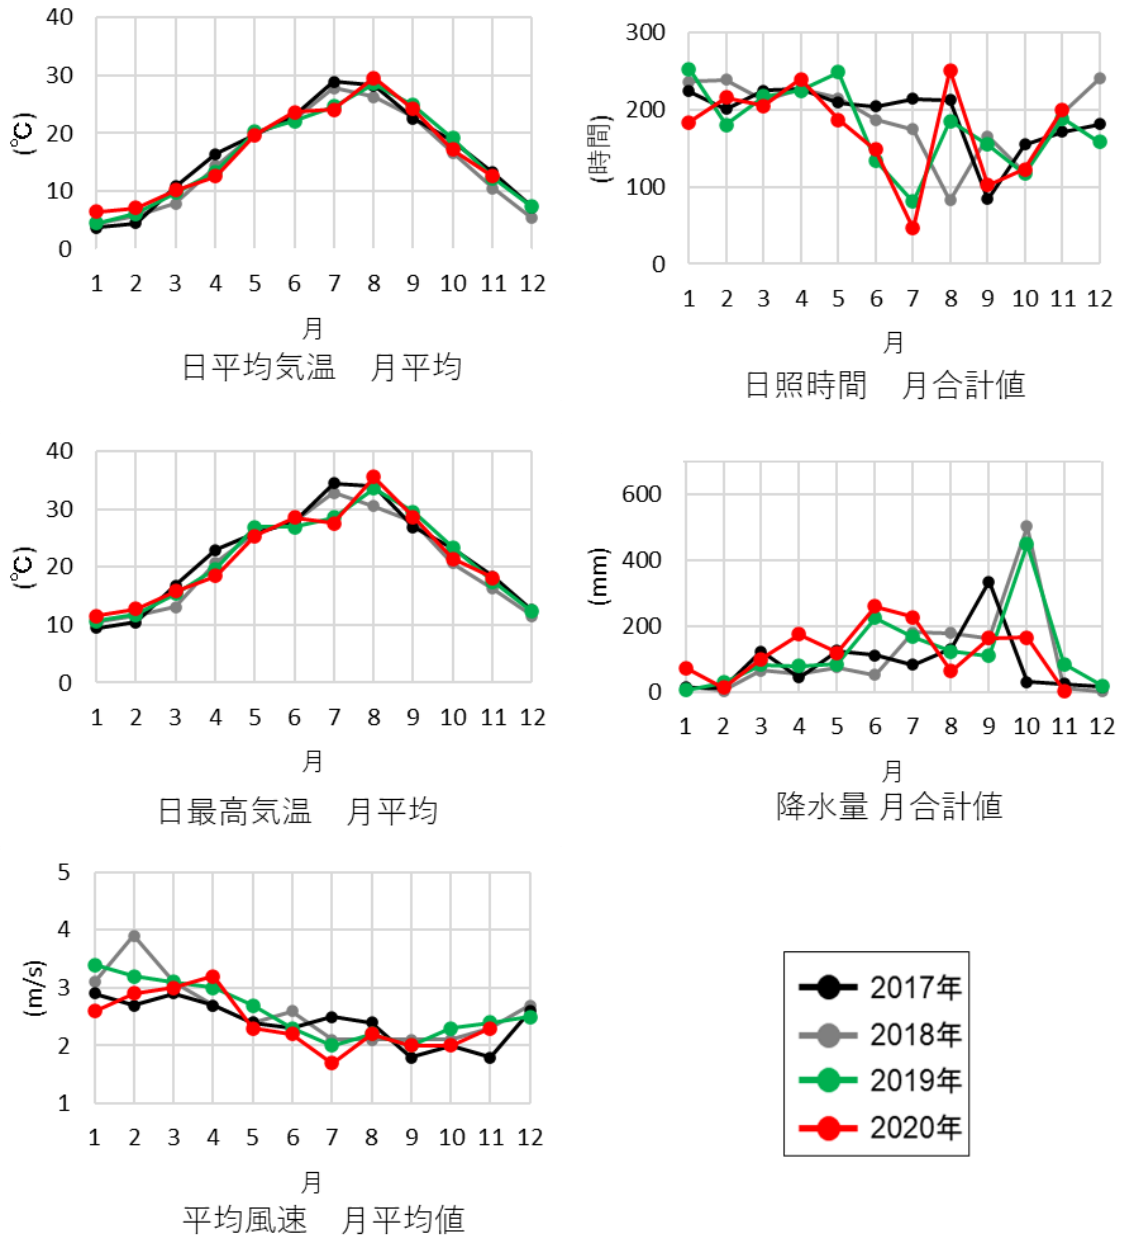 40
30
20
10
0
(℃)
1 2 3 4 5 6 7 8 9 10 11 12
月
日平均気温 月平均
300
200
100
0
(時間)
1 2 3 4 5 6 7 8 9 10 11 12
月
日照時間 月合計値
40
30
20
10
0
(℃)
1 2 3 4 5 6 7 8 9 10 11 12
月
日最高気温 月平均
600
400
200
0
(mm)
1 2 3 4 5 6 7 8 9 10 11 12
月
降水量 月合計値
5
4
3
2
1
(m/s)
1 2 3 4 5 6 7 8 9 10 11 12
月
平均風速 月平均値
2017年
2018年
2019年
2020年